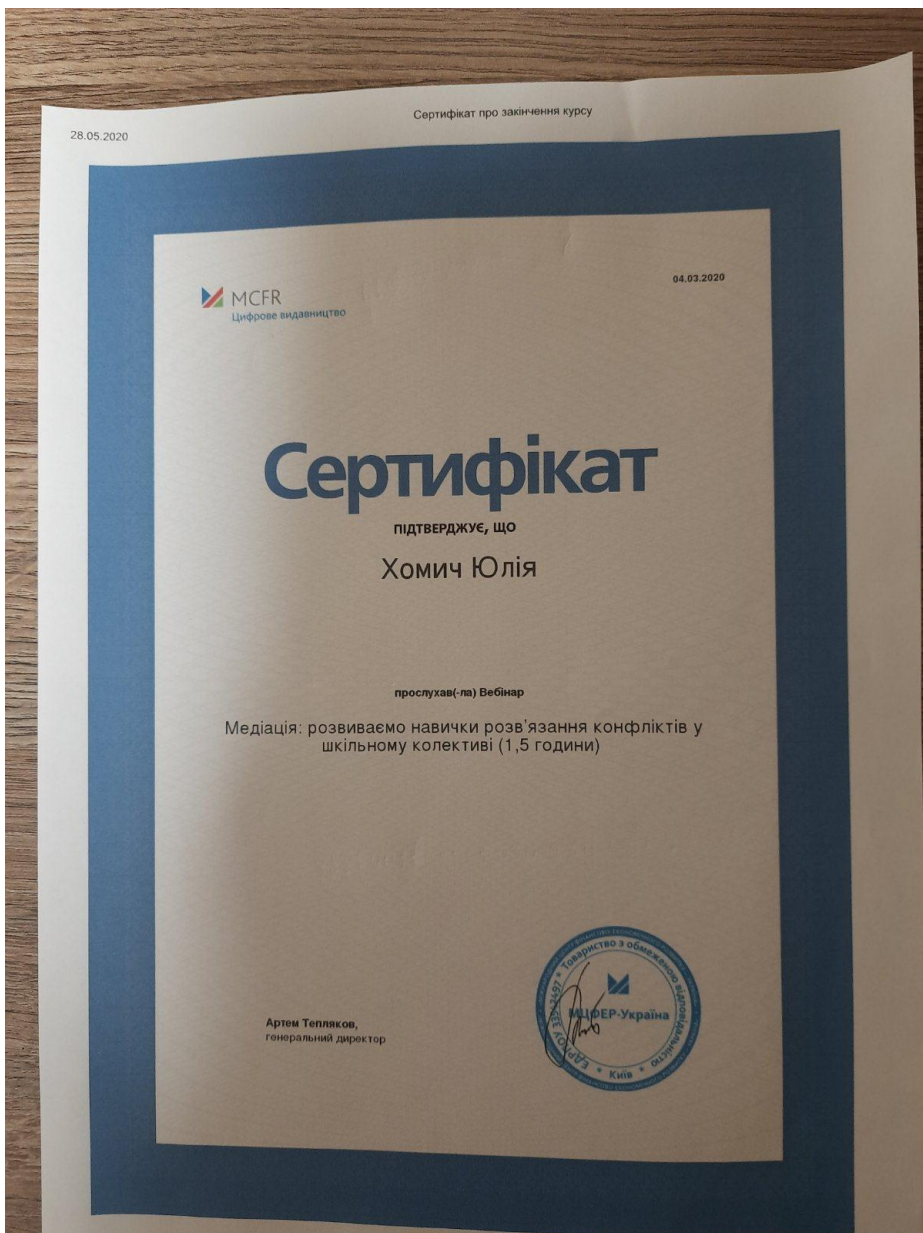 Сертифікат про закінчення курсу
28.05.2020
04.03.2020
MCFR
Цифрове видавництво
Сертифікат
ПІДТВЕРДЖУЄ, ЩО
Хомич Юлія
прослухав(-ла) Вебінар
Медіація: розвиваємо навички розв'язання конфліктів у
шкільному колективі (1,5 години)
Артем Тепляков,
генеральний директор
Товариство з обмеженою відповідальністю
МЦФЕР-Україна
ЄДРПОУ 33542497
Київ